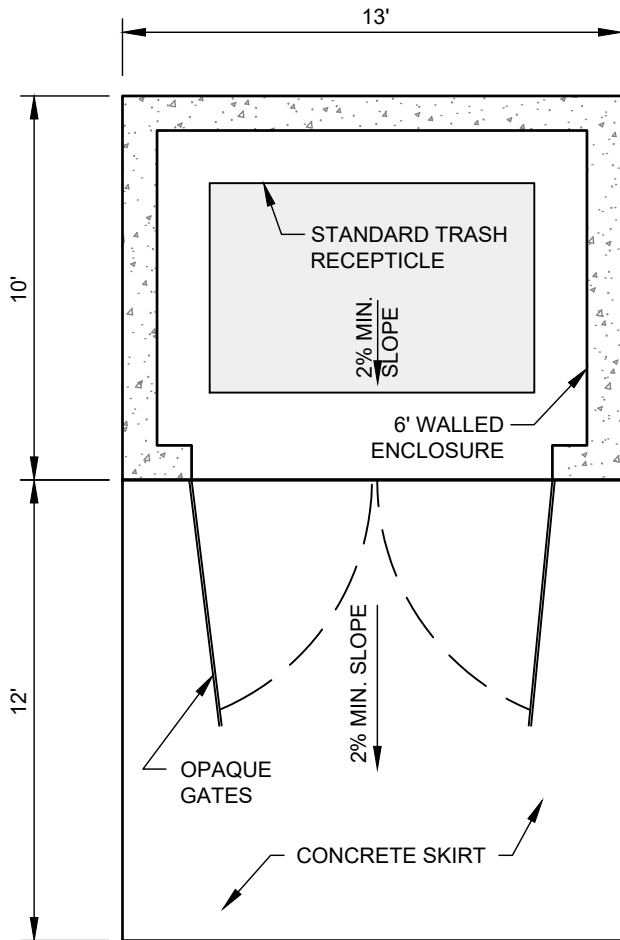 13'
10'
STANDARD TRASH
RECEPTICLE
2% MIN.
SLOPE
6' WALLED
ENCLOSURE
12'
2% MIN. SLOPE
OPAQUE
GATES
CONCRETE SKIRT